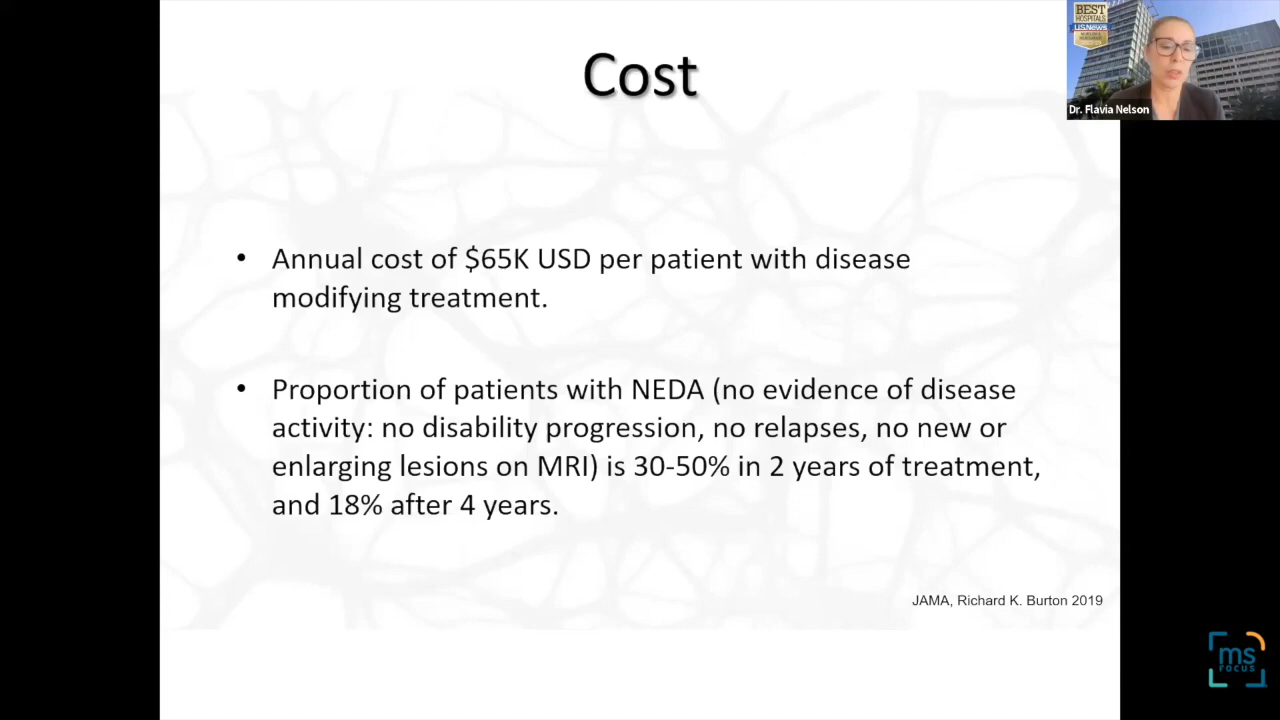 Cost
BEST
HOSPITALS
U.S.News
Dr. Flavia Nelson
• Annual cost of $65K USD per patient with disease
modifying treatment.
• Proportion of patients with NEDA (no evidence of disease
activity: no disability progression, no relapses, no new or
enlarging lesions on MRI) is 30-50% in 2 years of treatment,
and 18% after 4 years.
JAMA, Richard K. Burton 2019
ms
FOCUS